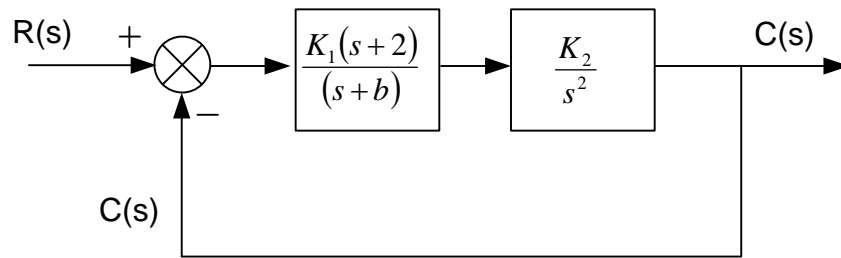 R(s)
+
K₁(s+2)
(s+b)
K₂
s²
C(s)
−
C(s)